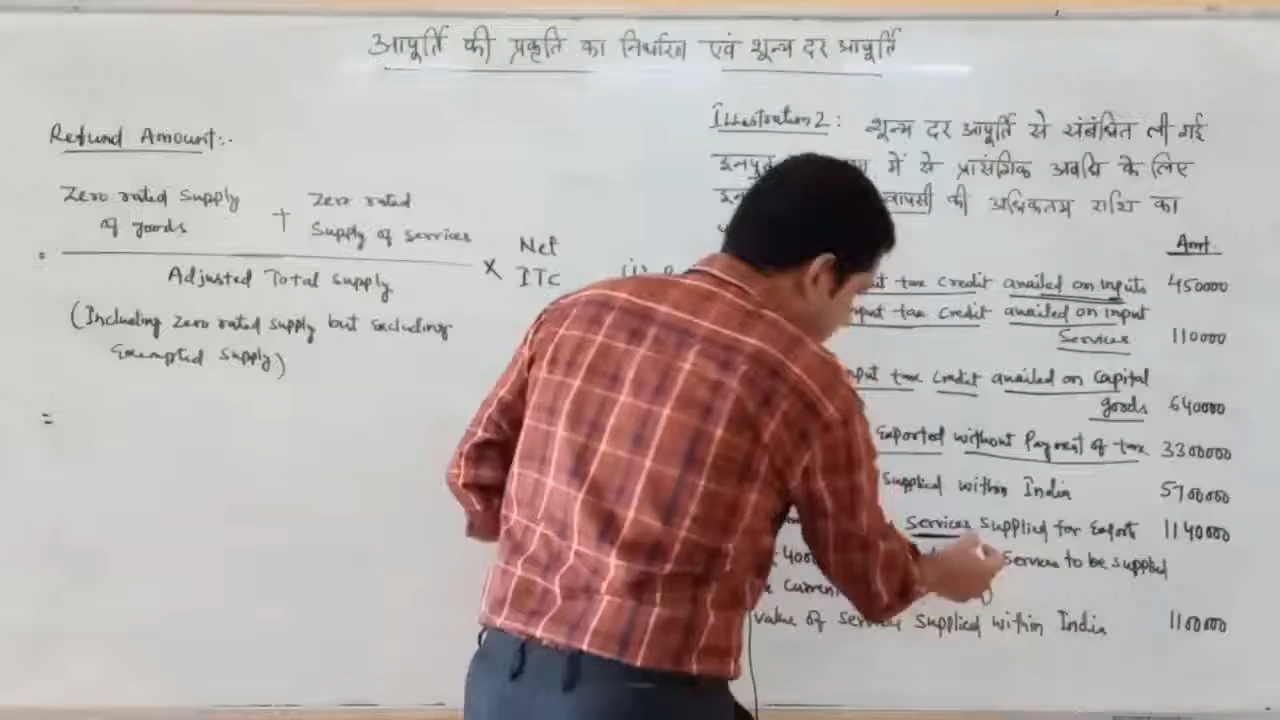 आपूर्ति की प्रकृति का निर्धारण एवं शून्य दर आपूर्ति
Refund Amount:-
Zero rated Supply of goods + Zero rated Supply of services
Adjusted Total Supply
× Net ITC
(Including Zero rated supply but Excluding
Exempted Supply)
=
Illustration 2: शून्य दर आपूर्ति से संबंधित ली गई
में से प्रासंगिक अवधि के लिए
वापसी की अधिकतम राशि का
Amt.
tax credit availed on inputs 450000
input tax credit availed on input
Services 110000
input tax credit availed on Capital
goods 640000
Exported without Payment of tax 3300000
Supplied within India 5700000
Services Supplied for Exports 1140000
Services to be supplied
Current
value of Supplied within India 1100000